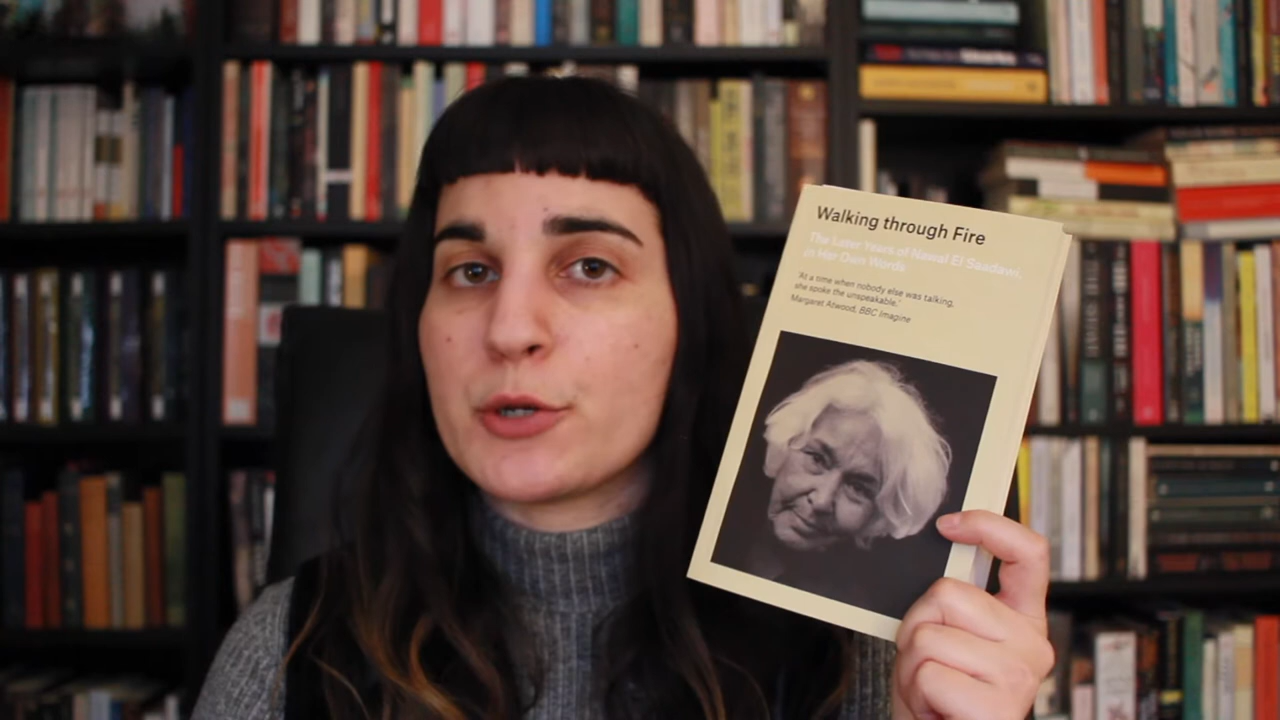 Walking through Fire
The Later Years of Nawal El Saadawi,
in Her Own Words
'At a time when nobody else was talking,
she spoke the unspeakable.'
Margaret Atwood, BBC Imagine